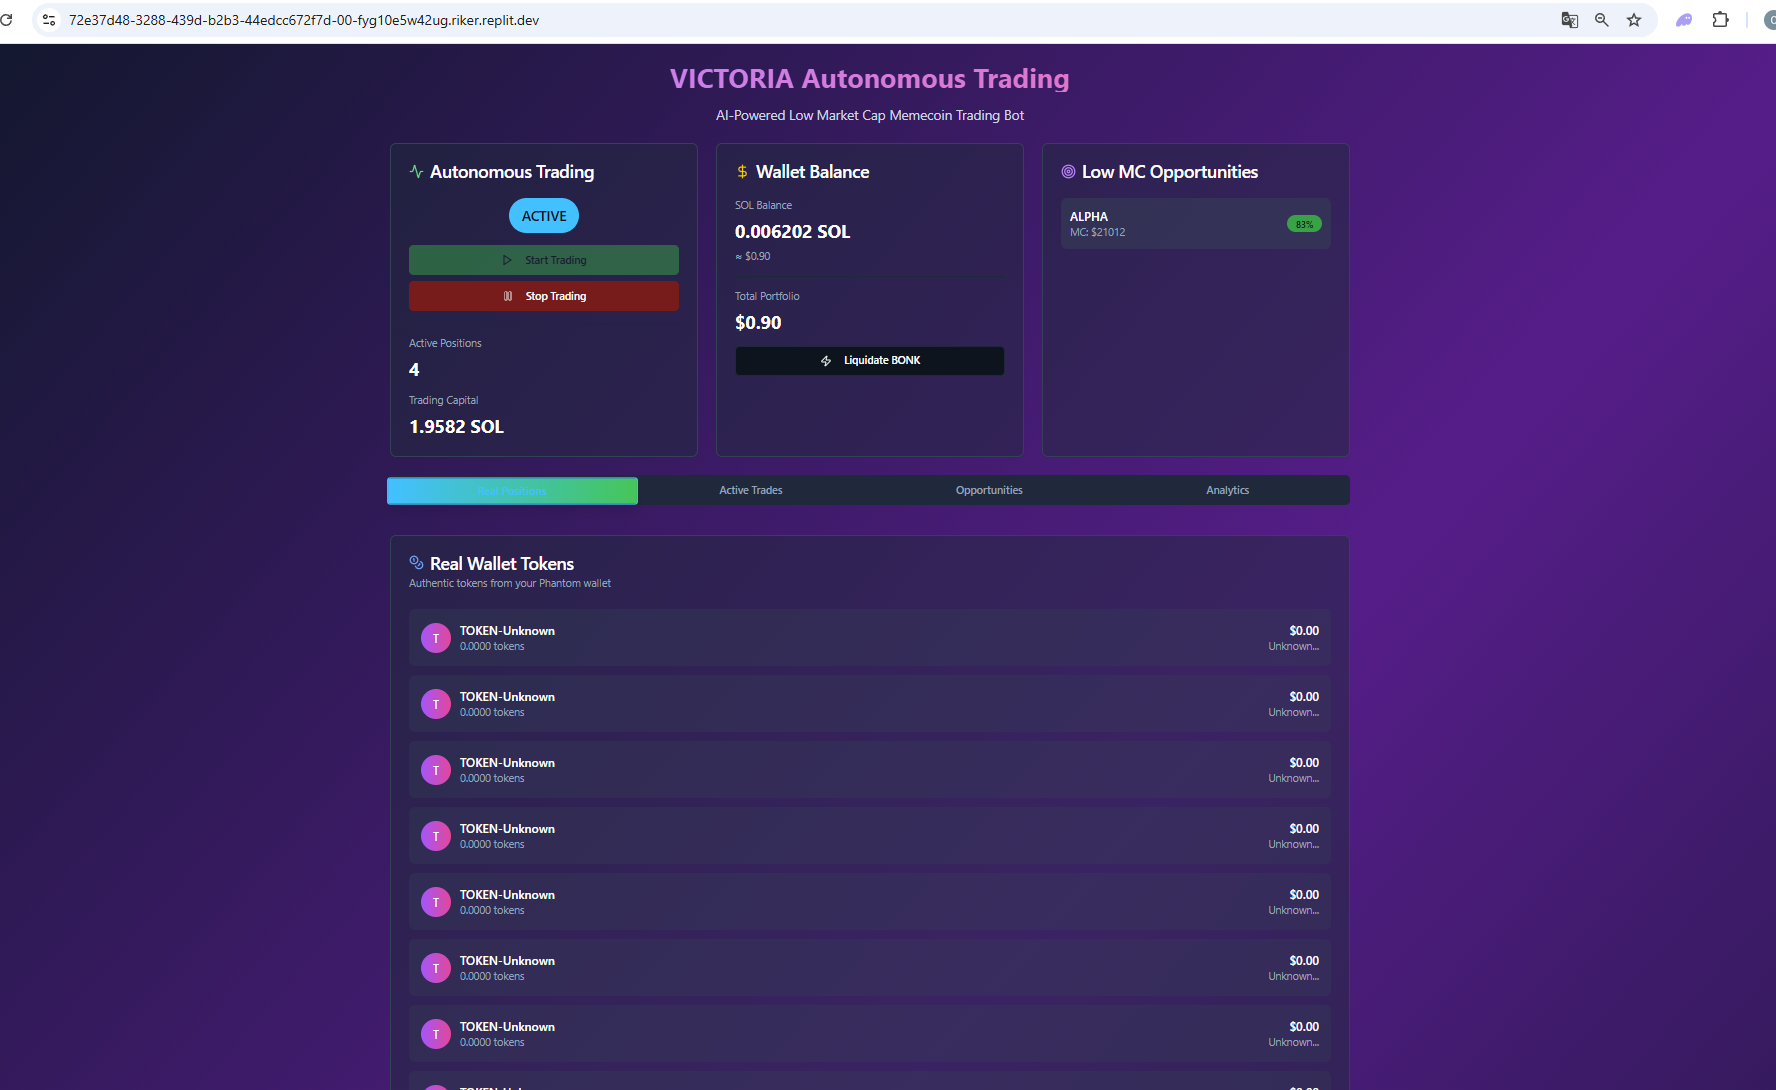 72e37d48-3288-439d-b2b3-44edcc672f7d-00-fyg10e5w42ug.riker.replit.dev
VICTORIA Autonomous Trading
AI-Powered Low Market Cap Memecoin Trading Bot
Autonomous Trading
ACTIVE
Start Trading
Stop Trading
Active Positions
4
Trading Capital
1.9582 SOL
Wallet Balance
SOL Balance
0.006202 SOL
≈ $0.90
Total Portfolio
$0.90
Liquidate BONK
Low MC Opportunities
ALPHA
MC: $21012
83%
Real Positions
Active Trades
Opportunities
Analytics
Real Wallet Tokens
Authentic tokens from your Phantom wallet
T
TOKEN-Unknown
0.0000 tokens
$0.00
Unknown...
T
TOKEN-Unknown
0.0000 tokens
$0.00
Unknown...
T
TOKEN-Unknown
0.0000 tokens
$0.00
Unknown...
T
TOKEN-Unknown
0.0000 tokens
$0.00
Unknown...
T
TOKEN-Unknown
0.0000 tokens
$0.00
Unknown...
T
TOKEN-Unknown
0.0000 tokens
$0.00
Unknown...
T
TOKEN-Unknown
0.0000 tokens
$0.00
Unknown...